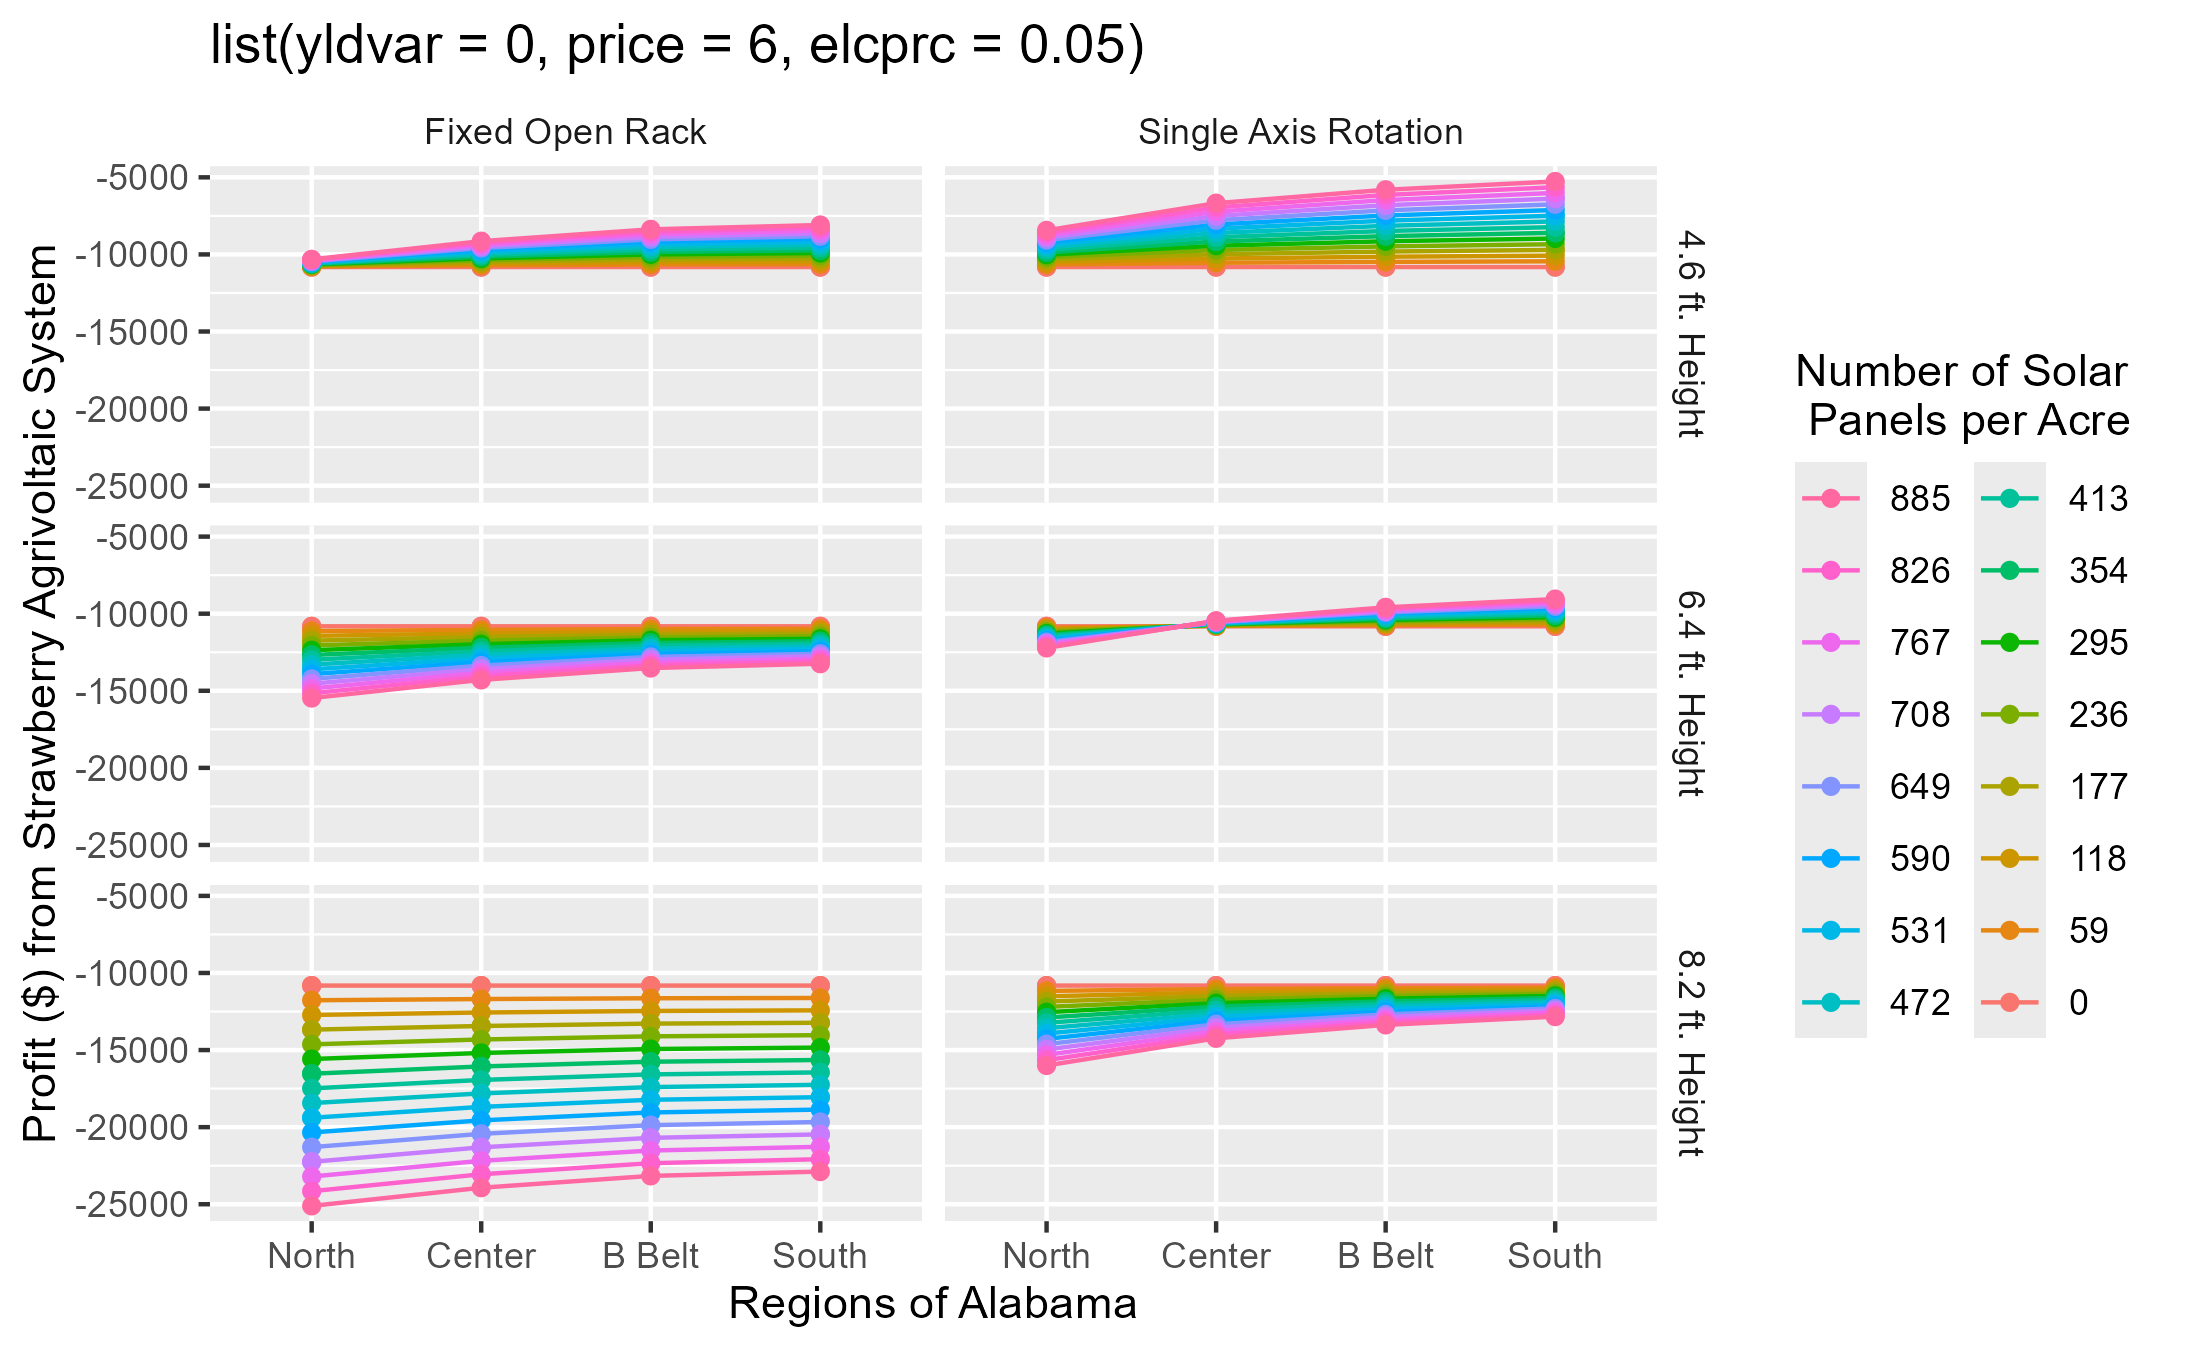 list(yldvar = 0, price = 6, elcprc = 0.05)
Fixed Open Rack
Single Axis Rotation
Profit ($) from Strawberry Agrivoltaic System
-5000
-10000
-15000
-20000
-25000
4.6 ft. Height
-5000
-10000
-15000
-20000
-25000
6.4 ft. Height
-5000
-10000
-15000
-20000
-25000
8.2 ft. Height
North
Center
B Belt
South
North
Center
B Belt
South
Regions of Alabama
Number of Solar
Panels per Acre
885
826
767
708
649
590
531
472
413
354
295
236
177
118
59
0